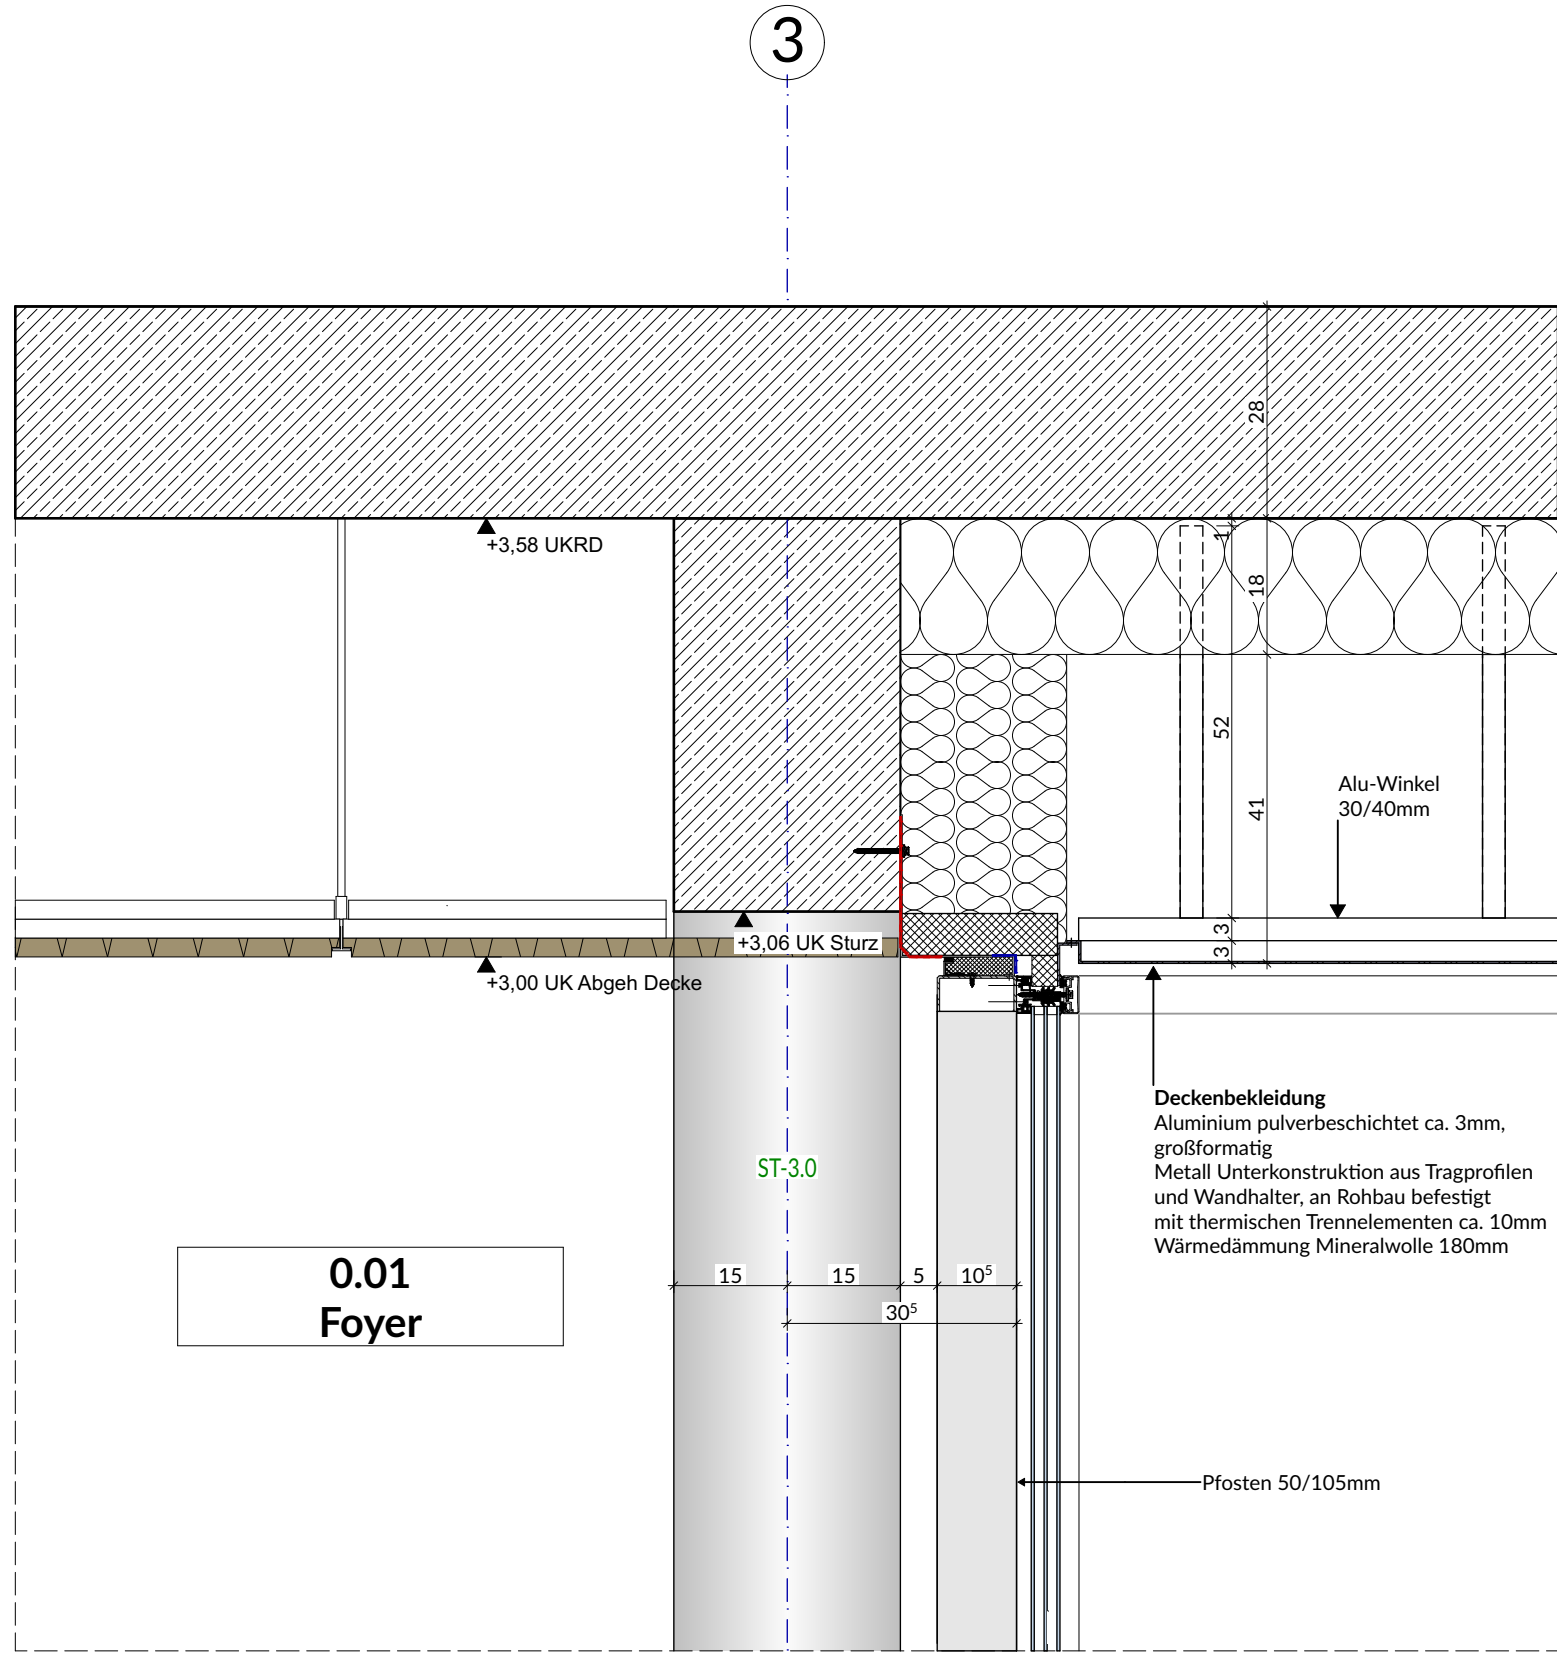 3
28
+3,58 UKRD
1
18
52
41
Alu-Winkel
30/40mm
+3,06 UK Sturz
3
3
+3,00 UK Abgeh Decke
Deckenbekleidung
Aluminium pulverbeschichtet ca. 3mm,
großformatig
Metall Unterkonstruktion aus Tragprofilen
und Wandhalter, an Rohbau befestigt
mit thermischen Trennelementen ca. 10mm
Wärmedämmung Mineralwolle 180mm
ST-3.0
0.01
Foyer
15 15 5 10⁵
30⁵
Pfosten 50/105mm